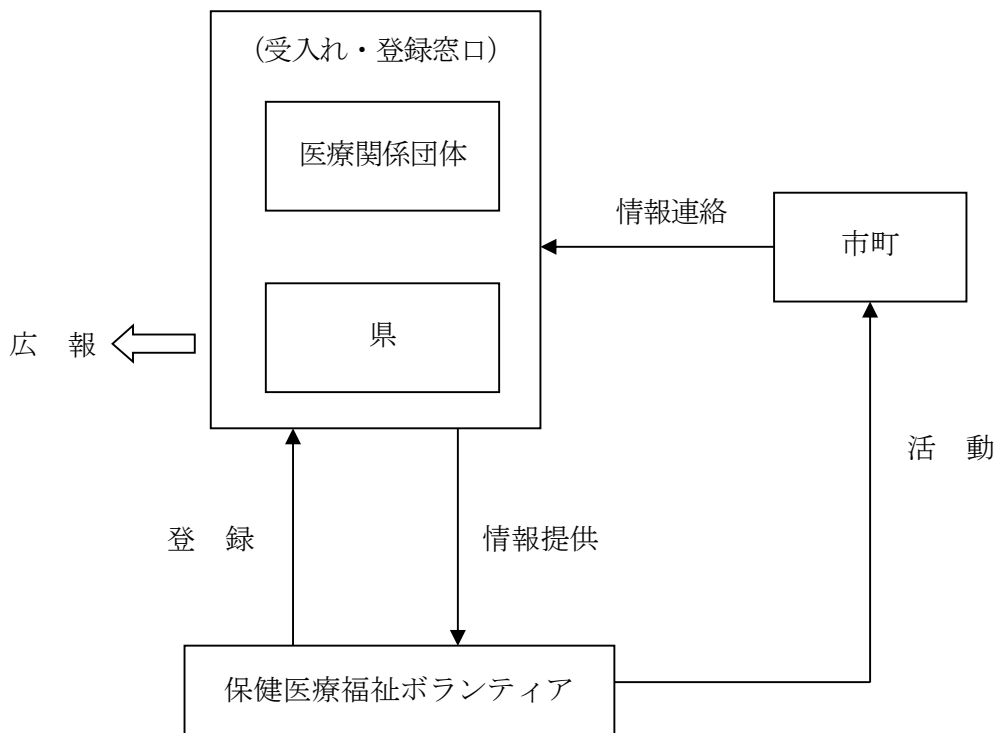 (受入れ・登録窓口)
医療関係団体
情報連絡
市町
県
広　報
活　動
登　録
情報提供
保健医療福祉ボランティア